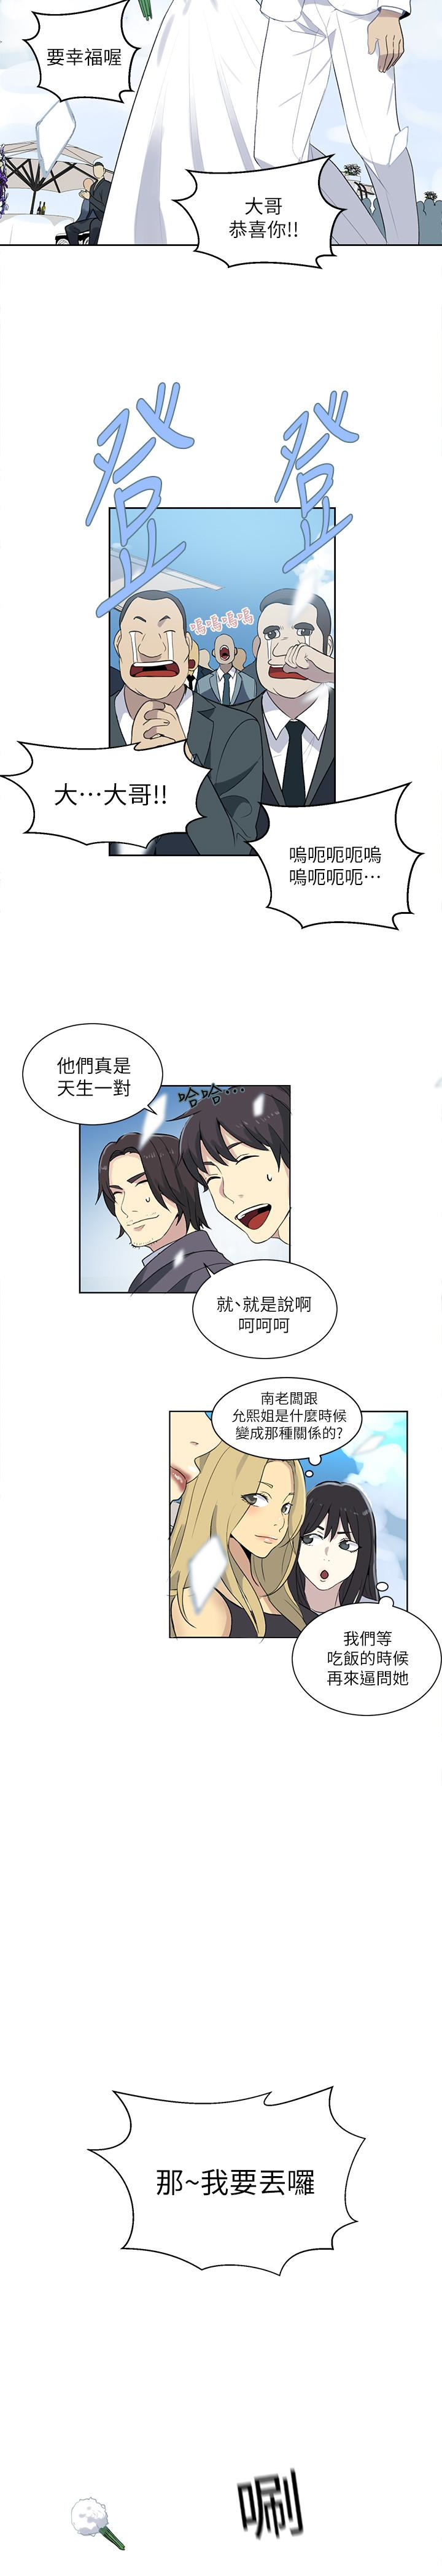 要幸福喔
大哥
恭喜你!!
登
登
嗚嗚嗚嗚
大…大哥!!
嗚呃呃呃嗚
嗚呃呃呃…
他們真是
天生一對
哈哈…
就、就是說啊
呵呵呵
南老闆跟
允熙姐是什麼時候
變成那種關係的?
我們等
吃飯的時候
再來逼問她
那~我要丟囉
唰